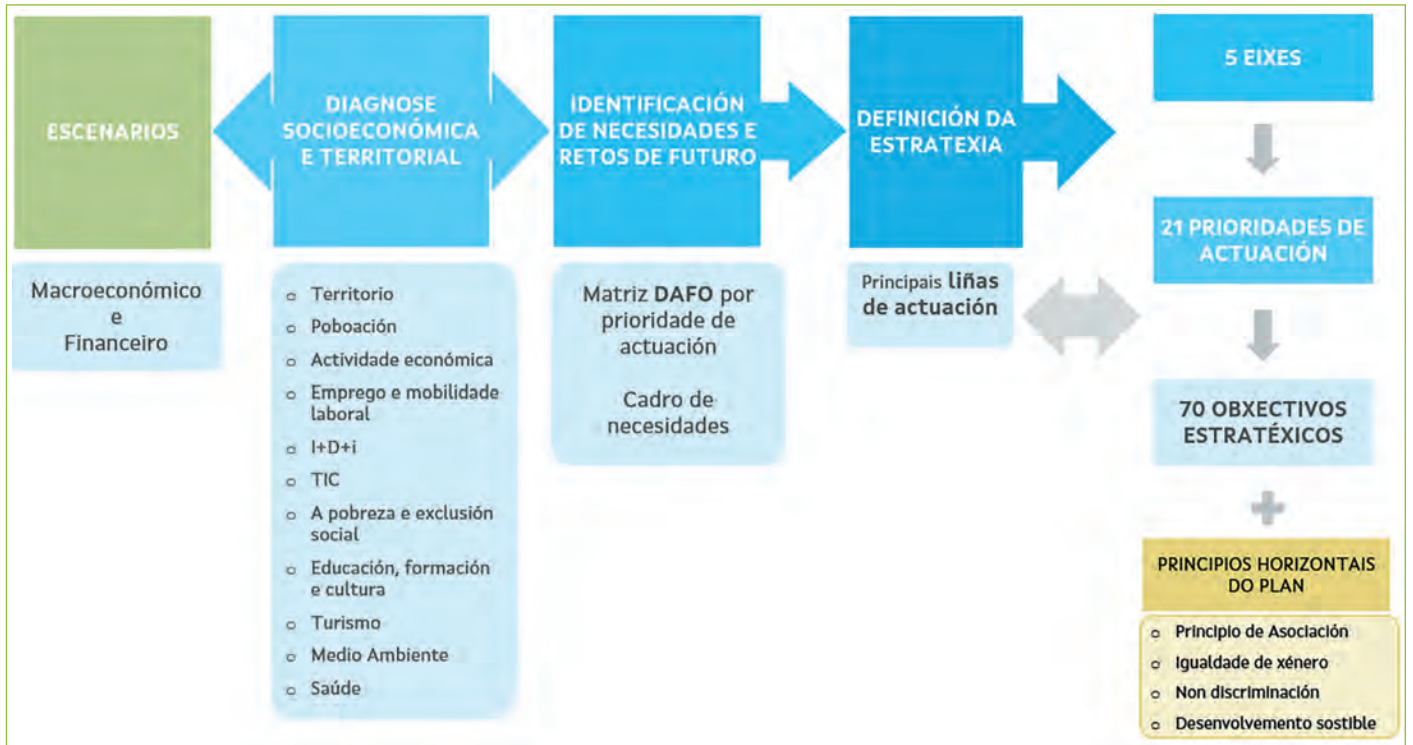 ESCENARIOS
Macroeconómico
e
Financeiro
DIAGNOSE
SOCIOECONÓMICA
E TERRITORIAL
o Territorio
o Poboación
o Actividade económica
o Emprego e mobilidade
laboral
o I+D+i
o TIC
o A pobreza e exclusión
social
o Educación, formación
e cultura
o Turismo
o Medio Ambiente
o Saúde
IDENTIFICACIÓN
DE NECESIDADES E
RETOS DE FUTURO
Matriz DAFO por
prioridade de
actuación
Cadro de
necesidades
DEFINICIÓN DA
ESTRATEXIA
Principais liñas
de actuación
5 EIXES
21 PRIORIDADES DE
ACTUACIÓN
70 OBXECTIVOS
ESTRATÉXICOS
PRINCIPIOS HORIZONTAIS
DO PLAN
o Principio de Asociación
o Igualdade de xénero
o Non discriminación
o Desenvolvemento sostible